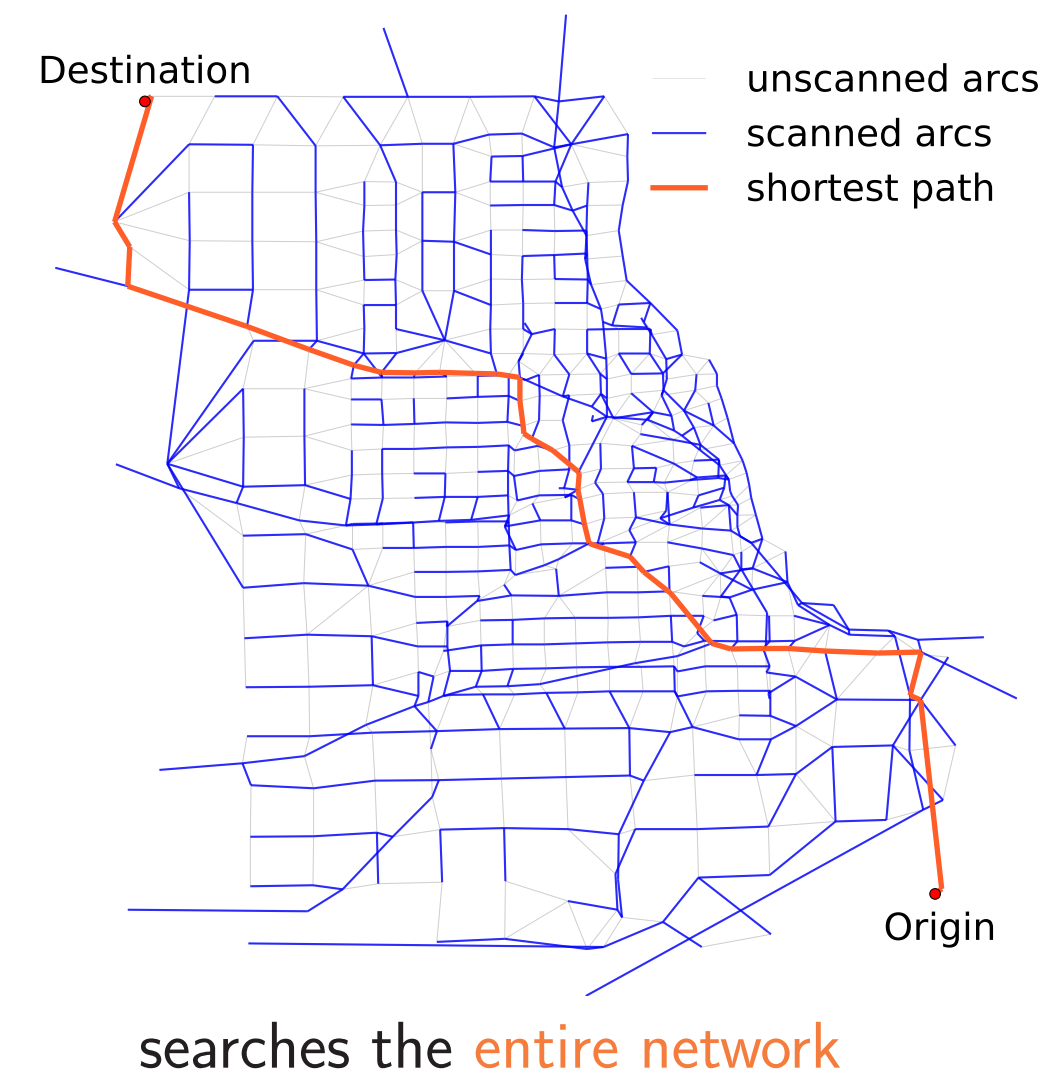 Destination
unscanned arcs
scanned arcs
shortest path
Origin
searches the entire network